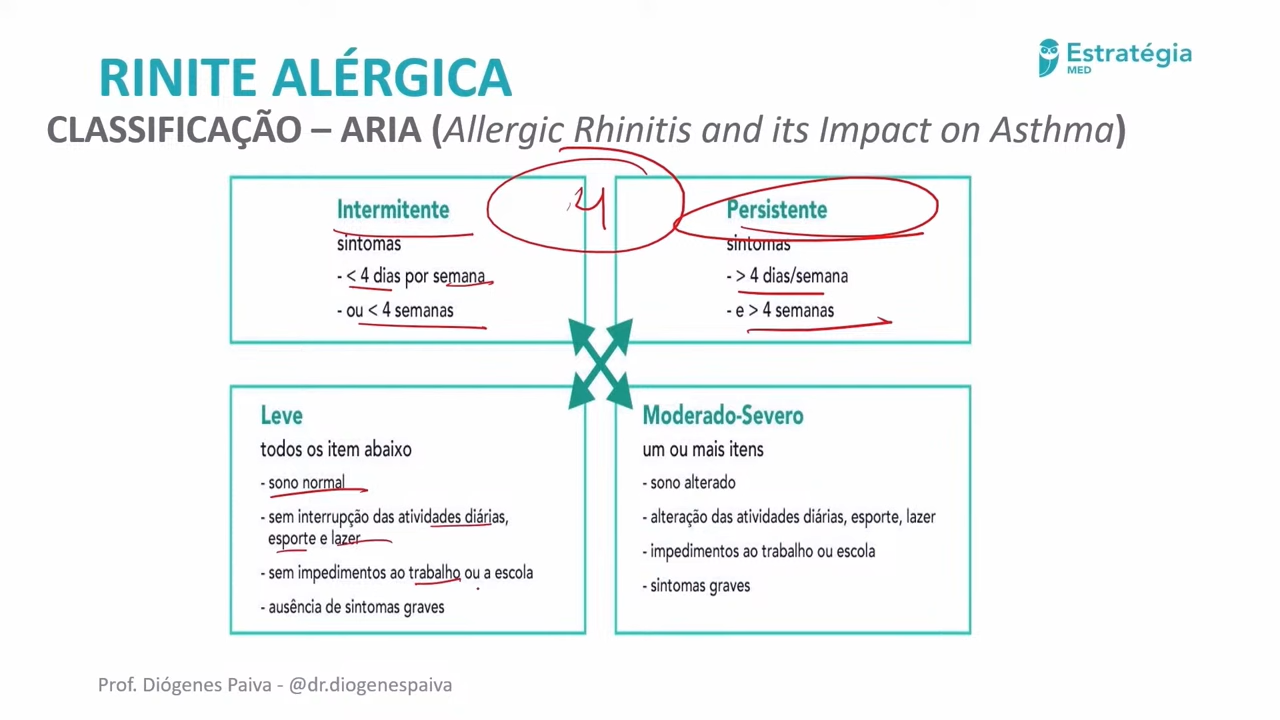 RINITE ALÉRGICA
Estratégia
MED
CLASSIFICAÇÃO – ARIA (Allergic Rhinitis and its Impact on Asthma)
Intermitente
sintomas
- < 4 dias por semana
- ou < 4 semanas
4
Persistente
sintomas
- > 4 dias/semana
- e > 4 semanas
Leve
todos os item abaixo
- sono normal
- sem interrupção das atividades diárias,
esporte e lazer
- sem impedimentos ao trabalho ou a escola
- ausência de sintomas graves
Moderado-Severo
um ou mais itens
- sono alterado
- alteração das atividades diárias, esporte, lazer
- impedimentos ao trabalho ou escola
- sintomas graves
Prof. Diógenes Paiva - @dr.diogenespaiva